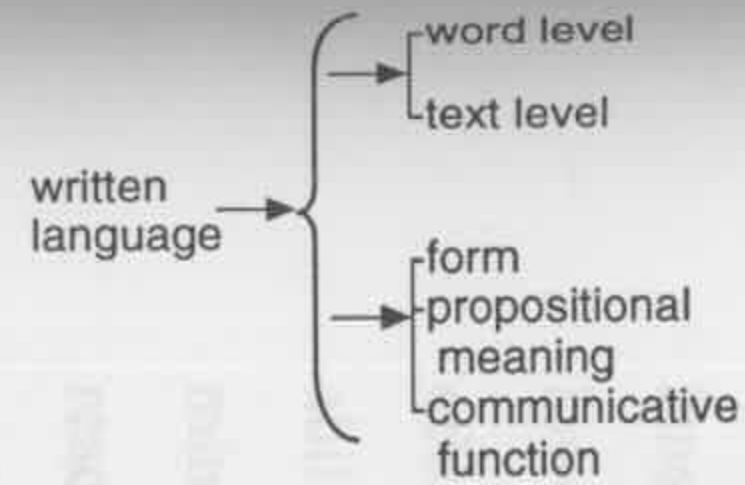 word level
text level
written
language
form
propositional
meaning
communicative
function